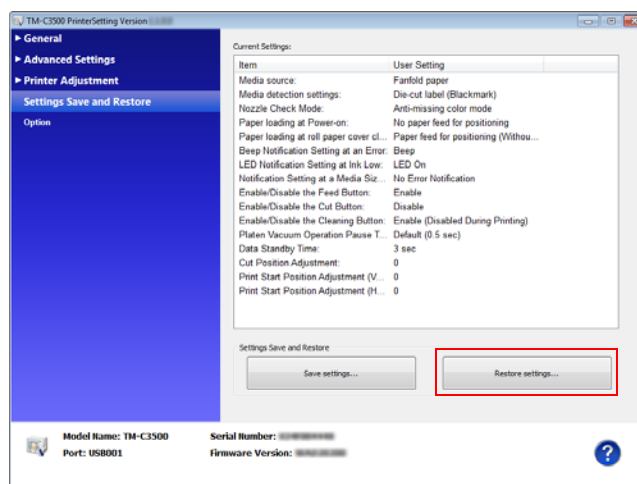 TM-C3500 PrinterSetting Version
General
Advanced Settings
Printer Adjustment
Settings Save and Restore
Option
Current Settings:
Item User Setting
Media source: Fanfold paper
Media detection settings: Die-cut label (Blackmark)
Nozzle Check Mode: Anti-missing color mode
Paper loading at Power-on: No paper feed for positioning
Paper loading at roll paper cover cl... Paper feed for positioning (Withou...
Beep Notification Setting at an Error: Beep
LED Notification Setting at Ink Low: LED On
Notification Setting at a Media Siz... No Error Notification
Enable/Disable the Feed Button: Enable
Enable/Disable the Cut Button: Disable
Enable/Disable the Cleaning Button: Enable (Disabled During Printing)
Platen Vacuum Operation Pause T... Default (0.5 sec)
Data Standby Time: 3 sec
Cut Position Adjustment: 0
Print Start Position Adjustment (V... 0
Print Start Position Adjustment (H... 0
Settings Save and Restore
Save settings...
Restore settings...
Model Name: TM-C3500
Serial Number:
Port: USB001
Firmware Version: